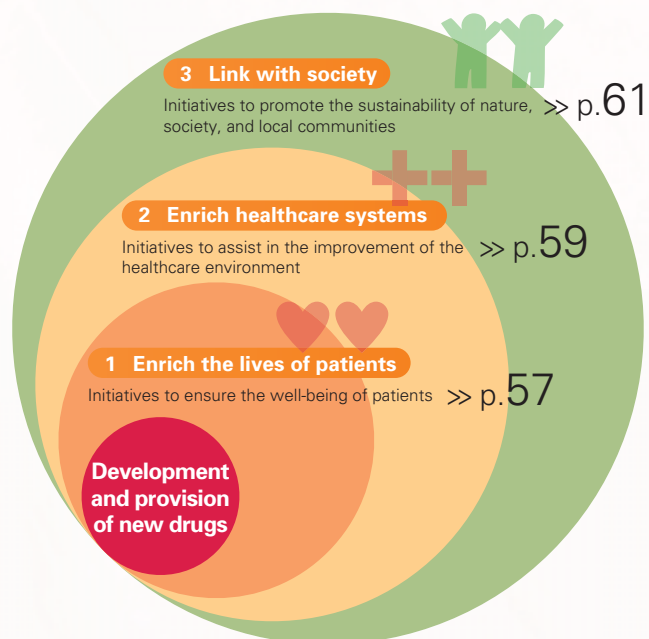 3 Link with society
Initiatives to promote the sustainability of nature, >> p.61
society, and local communities
2 Enrich healthcare systems
Initiatives to assist in the improvement of the >> p.59
healthcare environment
1 Enrich the lives of patients
Initiatives to ensure the well-being of patients >> p.57
Development
and provision
of new drugs